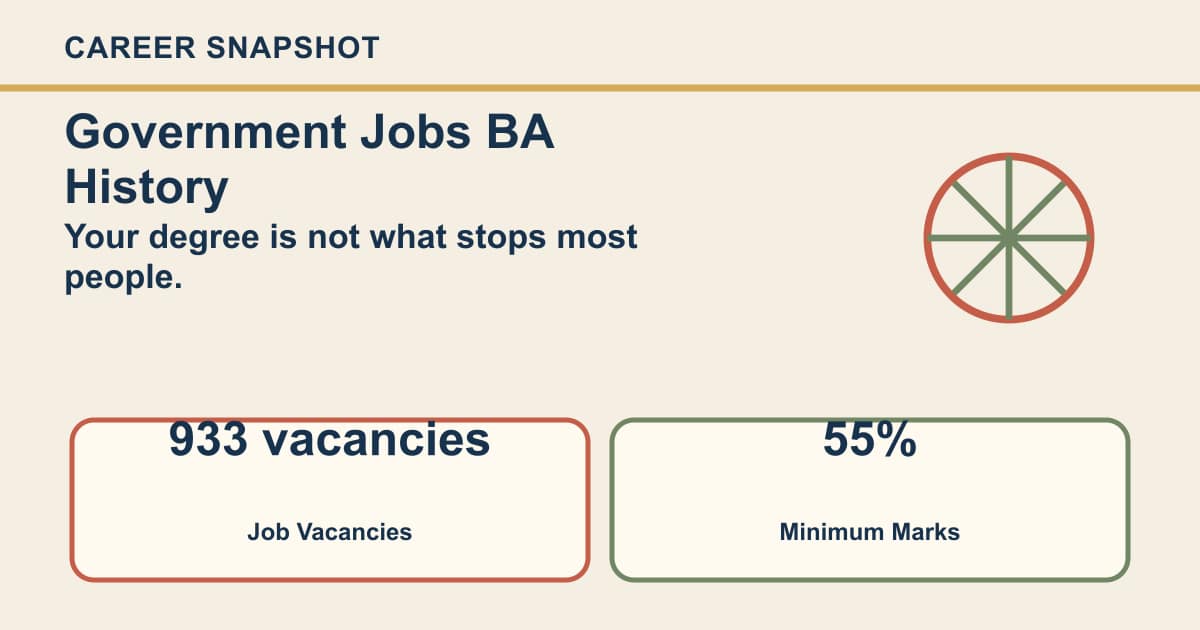 CAREER SNAPSHOT
Government Jobs BA
History
Your degree is not what stops most
people.
933 vacancies
Job Vacancies
55%
Minimum Marks